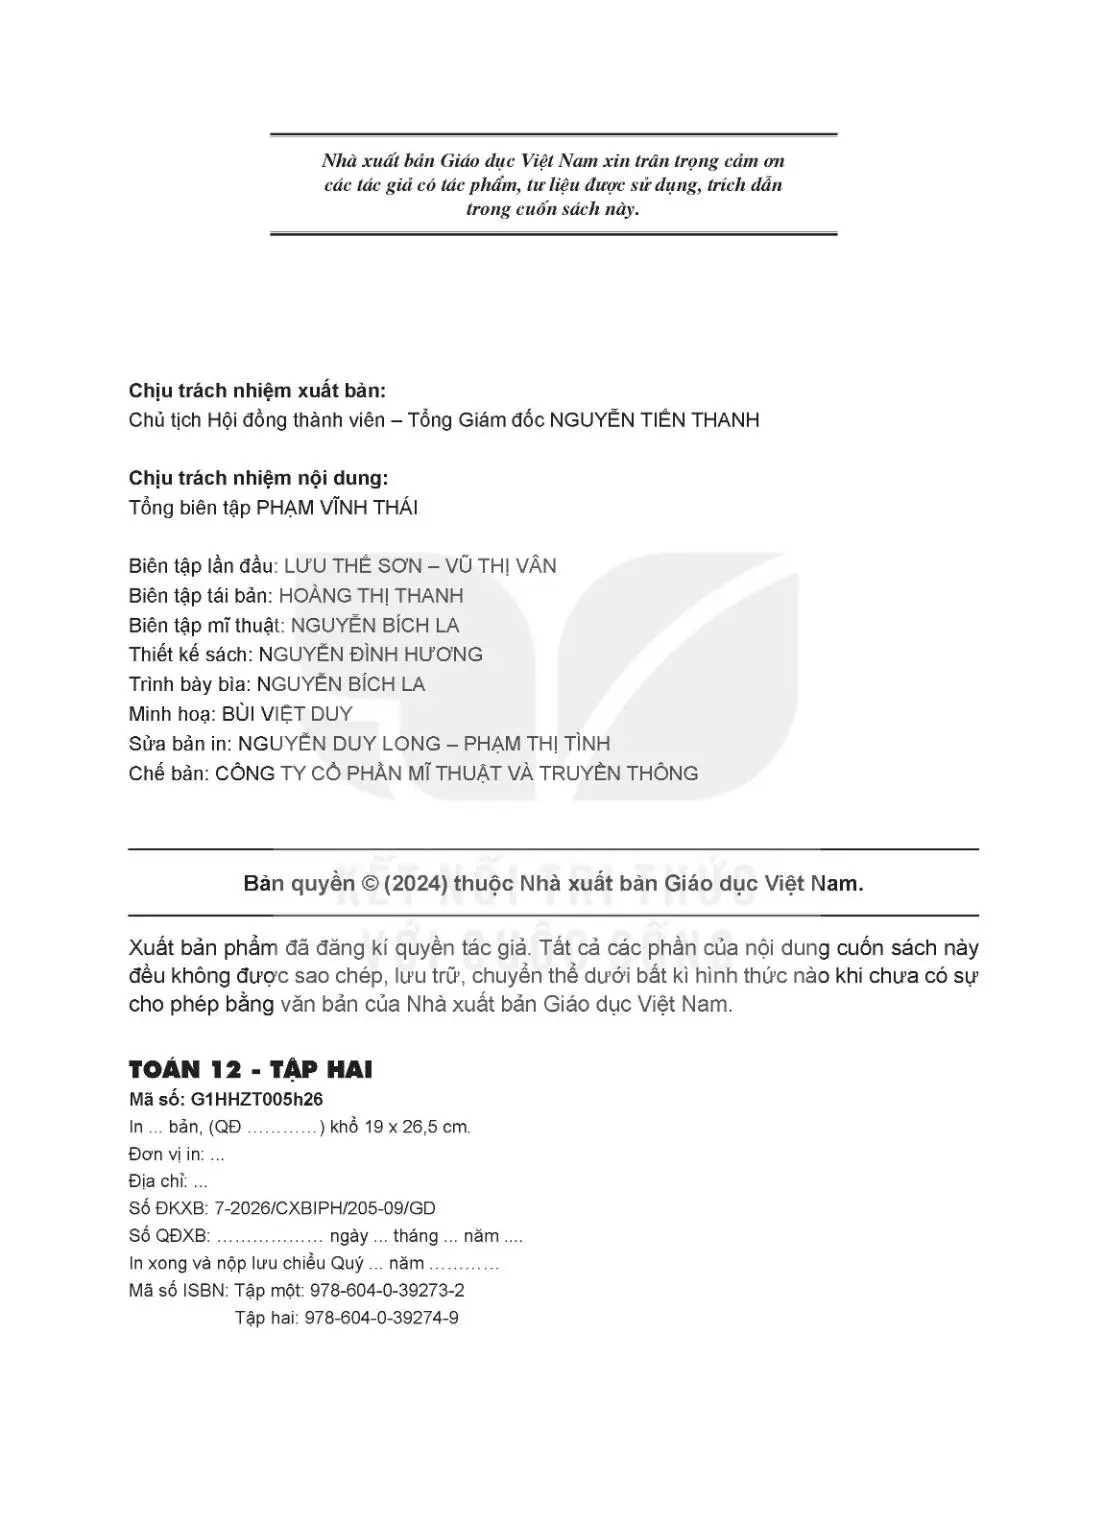 Nhà xuất bản Giáo dục Việt Nam xin trân trọng cảm ơn
các tác giả có tác phẩm, tư liệu được sử dụng, trích dẫn
trong cuốn sách này.
Chịu trách nhiệm xuất bản:
Chủ tịch Hội đồng thành viên – Tổng Giám đốc NGUYỄN TIẾN THANH
Chịu trách nhiệm nội dung:
Tổng biên tập PHẠM VĨNH THÁI
Biên tập lần đầu: LƯU THẾ SƠN – VŨ THỊ VÂN
Biên tập tái bản: HOÀNG THỊ THANH
Biên tập mĩ thuật: NGUYỄN BÍCH LA
Thiết kế sách: NGUYỄN ĐÌNH HƯƠNG
Trình bày bìa: NGUYỄN BÍCH LA
Minh hoạ: BÙI VIỆT DUY
Sửa bản in: NGUYỄN DUY LONG – PHẠM THỊ TÌNH
Chế bản: CÔNG TY CỔ PHẦN MĨ THUẬT VÀ TRUYỀN THÔNG
KẾT NỐI TRI THỨC
Bản quyền © (2024) thuộc Nhà xuất bản Giáo dục Việt Nam.
VỚI CUỘC SỐNG
Xuất bản phẩm đã đăng kí quyền tác giả. Tất cả các phần của nội dung cuốn sách này
đều không được sao chép, lưu trữ, chuyển thể dưới bất kì hình thức nào khi chưa có sự
cho phép bằng văn bản của Nhà xuất bản Giáo dục Việt Nam.
TOÁN 12 - TẬP HAI
Mã số: G1HHZT005h26
In ... bản, (QĐ …………) khổ 19 x 26,5 cm.
Đơn vị in: ...
Địa chỉ: ...
Số ĐKXB: 7-2026/CXBIPH/205-09/GD
Số QĐXB: ……………… ngày ... tháng ... năm ....
In xong và nộp lưu chiểu Quý ... năm …………
Mã số ISBN: Tập một: 978-604-0-39273-2
Tập hai: 978-604-0-39274-9